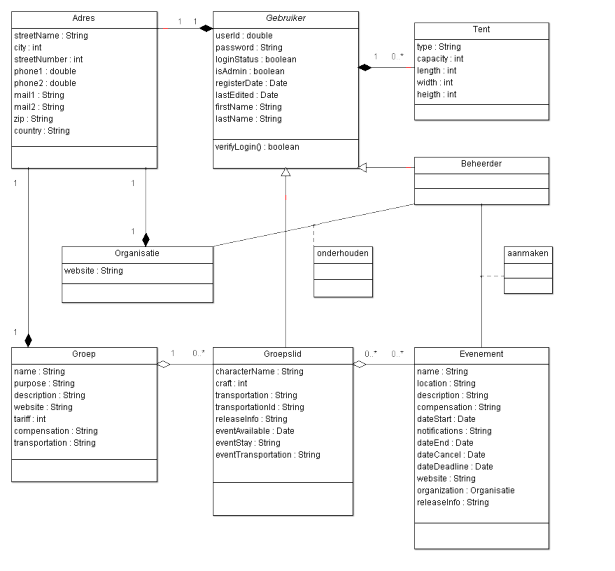 Adres
streetName : String
city : int
streetNumber : int
phone1 : double
phone2 : double
mail1 : String
mail2 : String
zip : String
country : String
1
1
Gebruiker
userId : double
password : String
loginStatus : boolean
isAdmin : boolean
registerDate : Date
lastEdited : Date
firstName : String
lastName : String
verifyLogin() : boolean
1
0..*
Tent
type : String
capacity : int
length : int
width : int
heigth : int
Beheerder
1
1
1
Organisatie
website : String
onderhouden
aanmaken
1
Groep
name : String
purpose : String
description : String
website : String
tariff : int
compensation : String
transportation : String
1
0..*
Groepslid
characterName : String
craft : int
transportation : String
transportationId : String
releaseInfo : String
eventAvailable : Date
eventStay : String
eventTransportation : String
0..*
0..*
Evenement
name : String
location : String
description : String
compensation : String
dateStart : Date
notifications : String
dateEnd : Date
dateCancel : Date
dateDeadline : Date
website : String
organization : Organisatie
releaseInfo : String